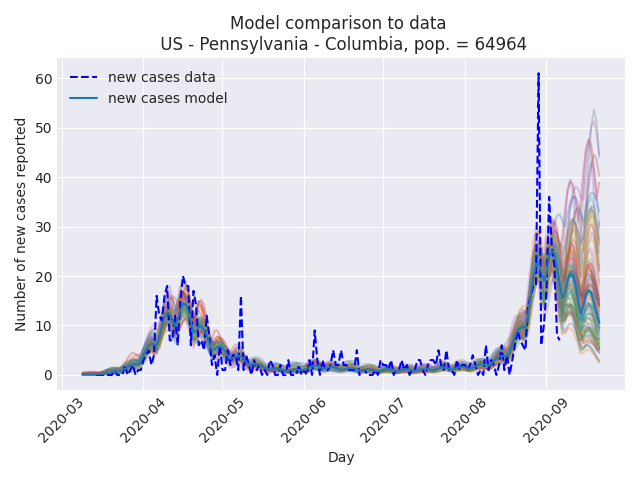 Model comparison to data
US - Pennsylvania - Columbia, pop. = 64964
new cases data
new cases model
Number of new cases reported
60
50
40
30
20
10
0
2020-03
2020-04
2020-05
2020-06
2020-07
2020-08
2020-09
Day